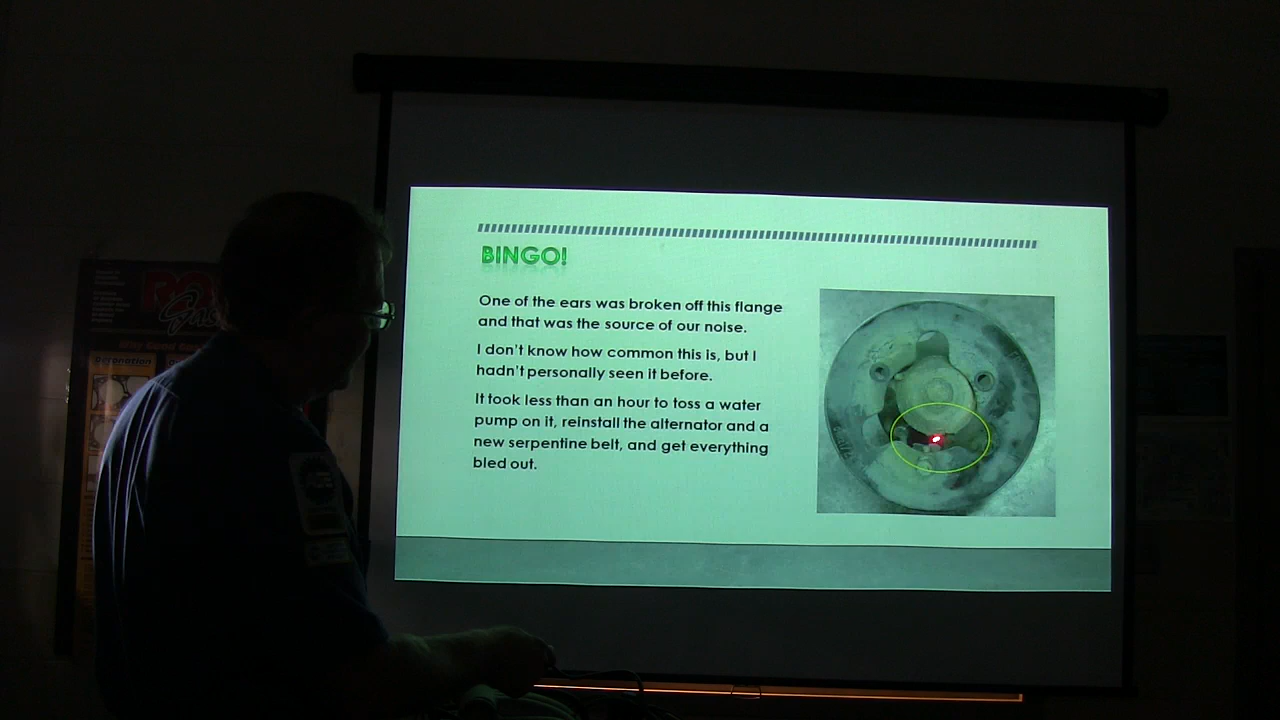 BINGO!
One of the ears was broken off this flange
and that was the source of our noise.
I don't know how common this is, but I
hadn't personally seen it before.
It took less than an hour to toss a water
pump on it, reinstall the alternator and a
new serpentine belt, and get everything
bled out.